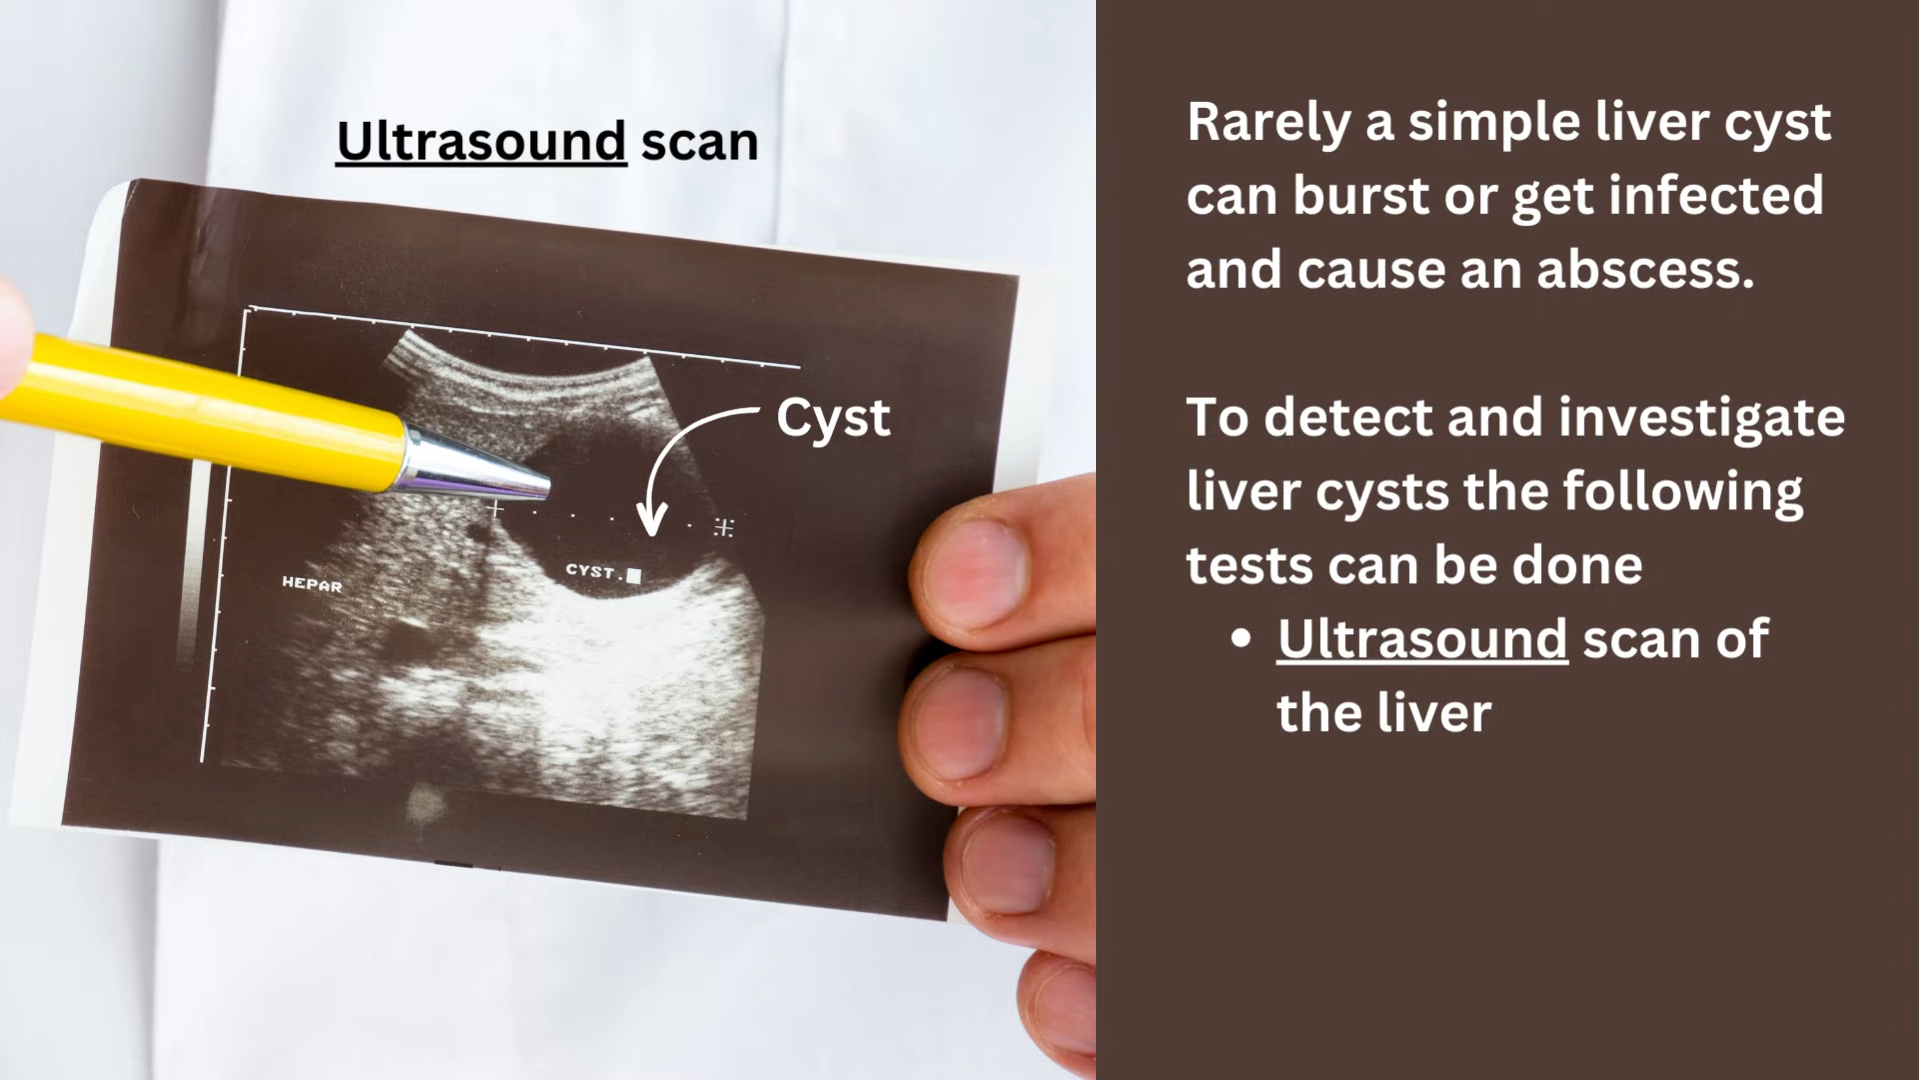 Ultrasound scan
Cyst
CYST.
HEPAR
Rarely a simple liver cyst
can burst or get infected
and cause an abscess.
To detect and investigate
liver cysts the following
tests can be done
• Ultrasound scan of
the liver